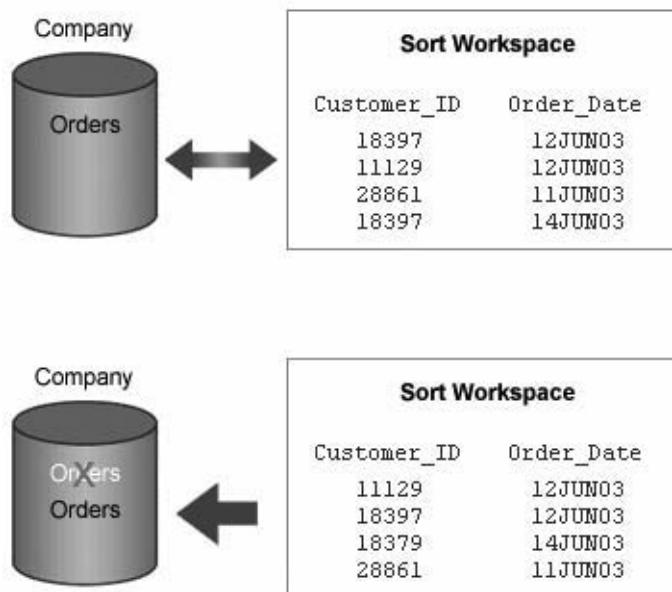 Company
Orders
Sort Workspace
Customer_ID Order_Date
18397 12JUN03
11129 12JUN03
28861 11JUN03
18397 14JUN03
Company
Orders
X
Orders
Sort Workspace
Customer_ID Order_Date
11129 12JUN03
18397 12JUN03
18379 14JUN03
28861 11JUN03